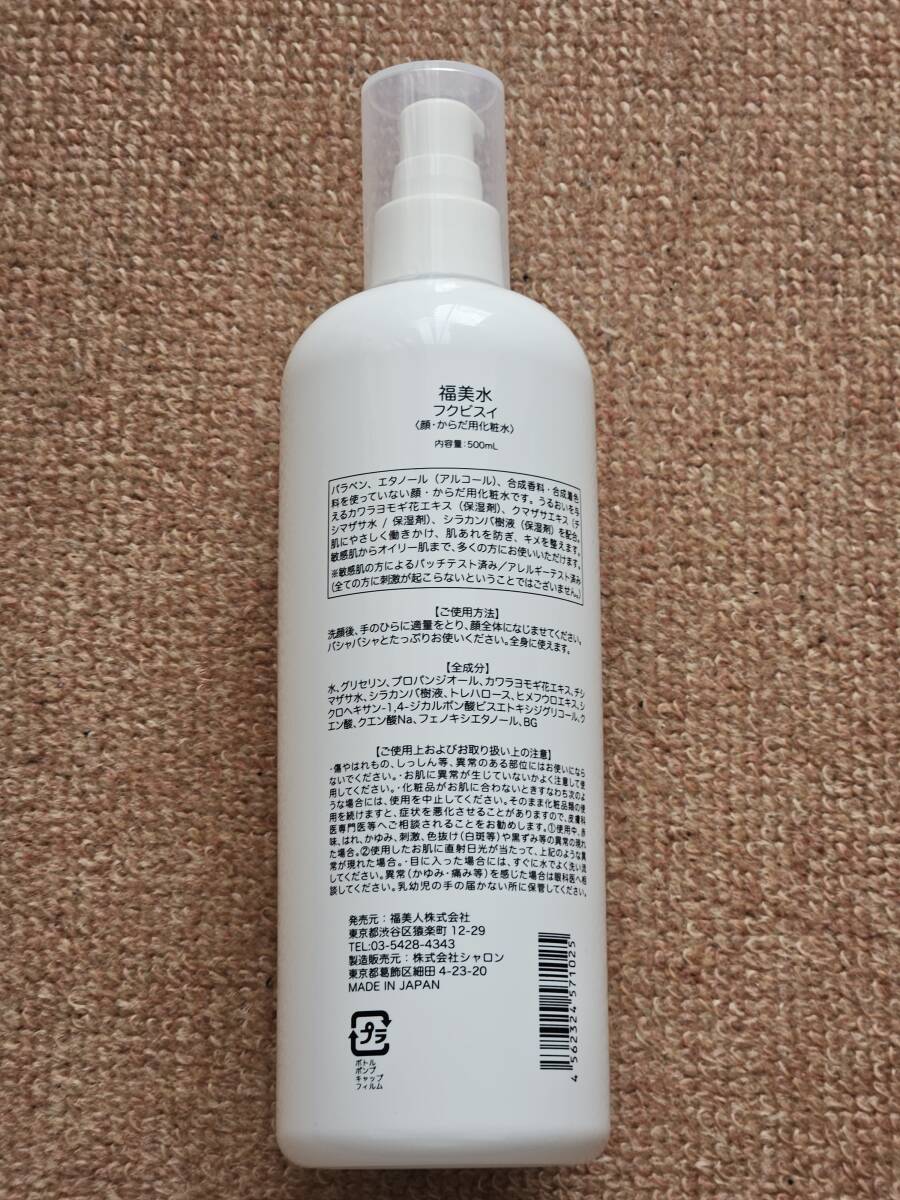 福美水
フクビスイ
〈顔・からだ用化粧水〉
内容量：500mL
パラベン、エタノール（アルコール）、合成香料・合成着色
料を使っていない顔・からだ用化粧水です。うるおいを与
えるカワラヨモギ花エキス（保湿剤）、クマザサエキス（チ
シマザサ水 / 保湿剤）、シラカンバ樹液（保湿剤）を配合。
肌にやさしく働きかけ、肌あれを防ぎ、キメを整えます。
敏感肌からオイリー肌まで、多くの方にお使いいただけます。
※敏感肌の方によるパッチテスト済み/アレルギーテスト済み
（全ての方に刺激が起こらないということではございません。）
【ご使用方法】
洗顔後、手のひらに適量をとり、顔全体になじませてください。
バシャバシャとたっぷりお使いください。全身に使えます。
【全成分】
水、グリセリン、プロパンジオール、カワラヨモギ花エキス、チシ
マザサ水、シラカンバ樹液、トレハロース、ヒメフウロエキス、シ
クロヘキサン-1,4-ジカルボン酸ビスエトキシジグリコール、ク
エン酸、クエン酸Na、フェノキシエタノール、BG
【ご使用上およびお取り扱い上の注意】
・傷やはれもの、しっしん等、異常のある部位にはお使いになら
ないでください。・お肌に異常が生じていないかよく注意して使
用してください。・化粧品がお肌に合わないときすなわち次のよ
うな場合には、使用を中止してください。そのまま化粧品類の使
用を続けますと、症状を悪化させることがありますので、皮膚科
医専門医等へご相談されることをお勧めします。①使用中、赤
味、はれ、かゆみ、刺激、色抜け（白斑等）や黒ずみ等の異常の現れ
た場合。②使用したお肌に直射日光が当たって、上記のような異
常が現れた場合。・目に入った場合には、すぐに水でよく洗い流
してください。異常（かゆみ・痛み等）を感じた場合は眼科医へ相
談してください。乳幼児の手の届かない所に保管してください。
発売元：福美人株式会社
東京都渋谷区猿楽町 12-29
TEL:03-5428-4343
製造販売元：株式会社シャロン
東京都葛飾区細田 4-23-20
MADE IN JAPAN
プラ
ボトル
ポンプ
キャップ
フィルム
4 562324 571025